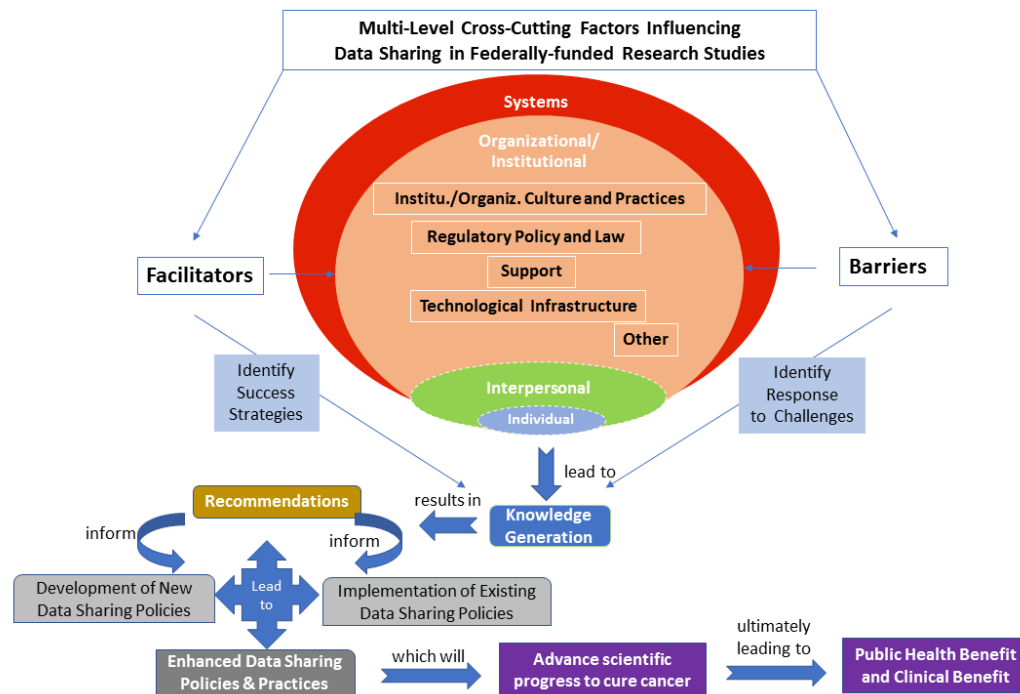 Multi-Level Cross-Cutting Factors Influencing
Data Sharing in Federally-funded Research Studies
Systems
Organizational/
Institutional
Institu./Organiz. Culture and Practices
Regulatory Policy and Law
Support
Technological Infrastructure
Other
Facilitators
Barriers
Identify
Success
Strategies
Interpersonal
Individual
Identify
Response
to Challenges
lead to
Recommendations
results in
Knowledge
Generation
inform
inform
Development of New
Data Sharing Policies
Lead
to
Implementation of Existing
Data Sharing Policies
Enhanced Data Sharing
Policies & Practices
which will
Advance scientific
progress to cure cancer
ultimately
leading to
Public Health Benefit
and Clinical Benefit